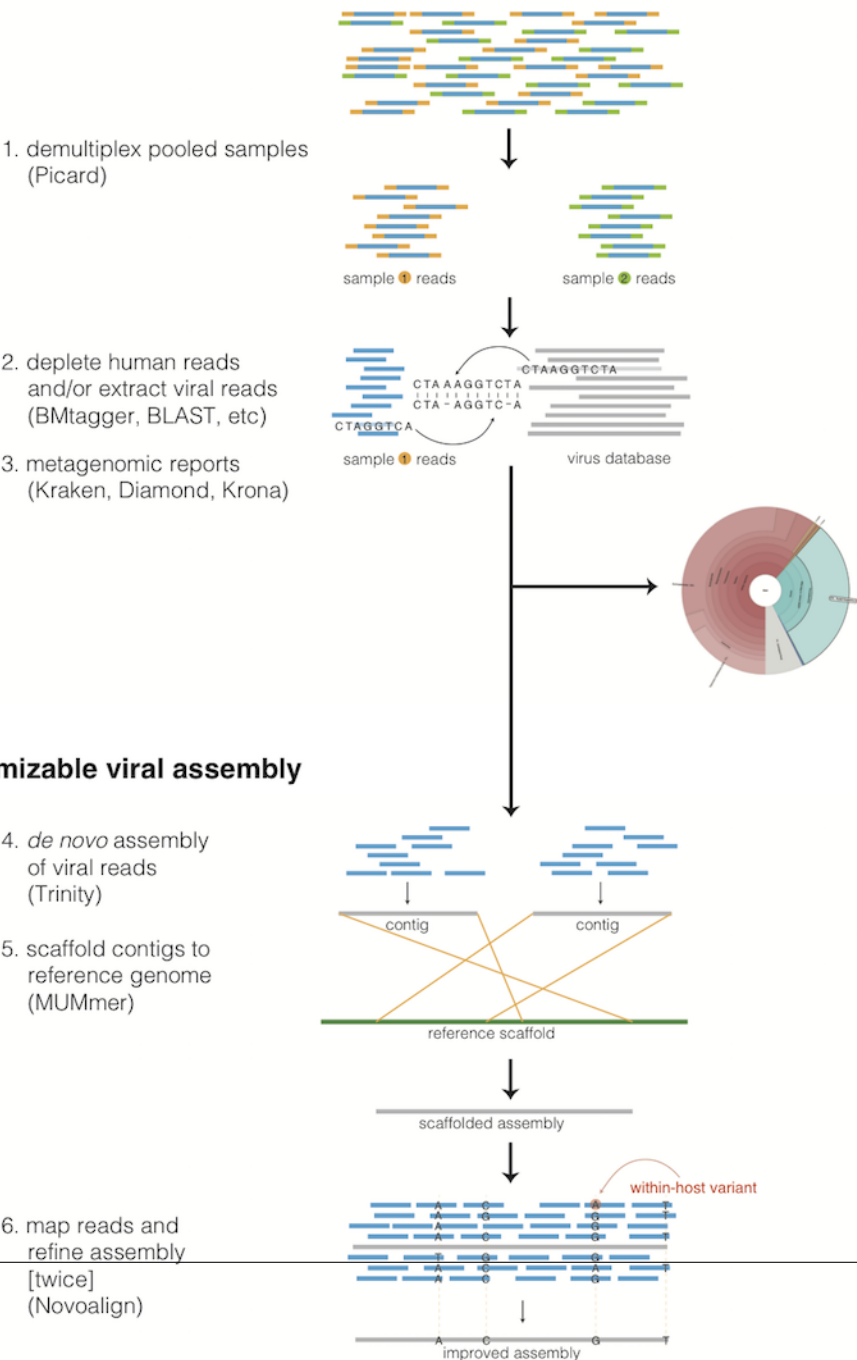 1. demultiplex pooled samples
(Picard)
sample 1 reads
sample 2 reads
2. deplete human reads
and/or extract viral reads
(BMtagger, BLAST, etc)
CTAAGGTCTA
CTAAAGGTCTA
CTA-AGGTC-A
CTAGGTCA
sample 1 reads
virus database
3. metagenomic reports
(Kraken, Diamond, Krona)
mizable viral assembly
4. de novo assembly
of viral reads
(Trinity)
contig
contig
5. scaffold contigs to
reference genome
(MUMmer)
reference scaffold
scaffolded assembly
within-host variant
6. map reads and
refine assembly
[twice]
(Novoalign)
A C A T
A G G T
A C G
A C G T
T G G
A C A T
A C G
A C G T
improved assembly